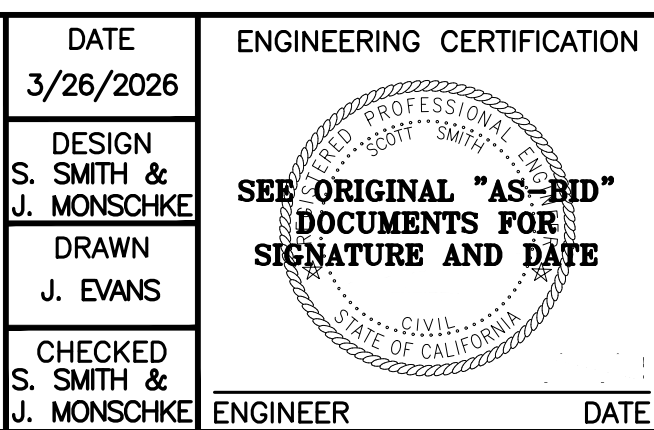 DATE
3/26/2026
DESIGN
S. SMITH &
J. MONSCHKE
DRAWN
J. EVANS
CHECKED
S. SMITH &
J. MONSCHKE
ENGINEERING CERTIFICATION
REGISTERED PROFESSIONAL ENGINEER
SCOTT SMITH
SEE ORIGINAL "AS-BID"
DOCUMENTS FOR
SIGNATURE AND DATE
CIVIL
STATE OF CALIFORNIA
ENGINEER DATE